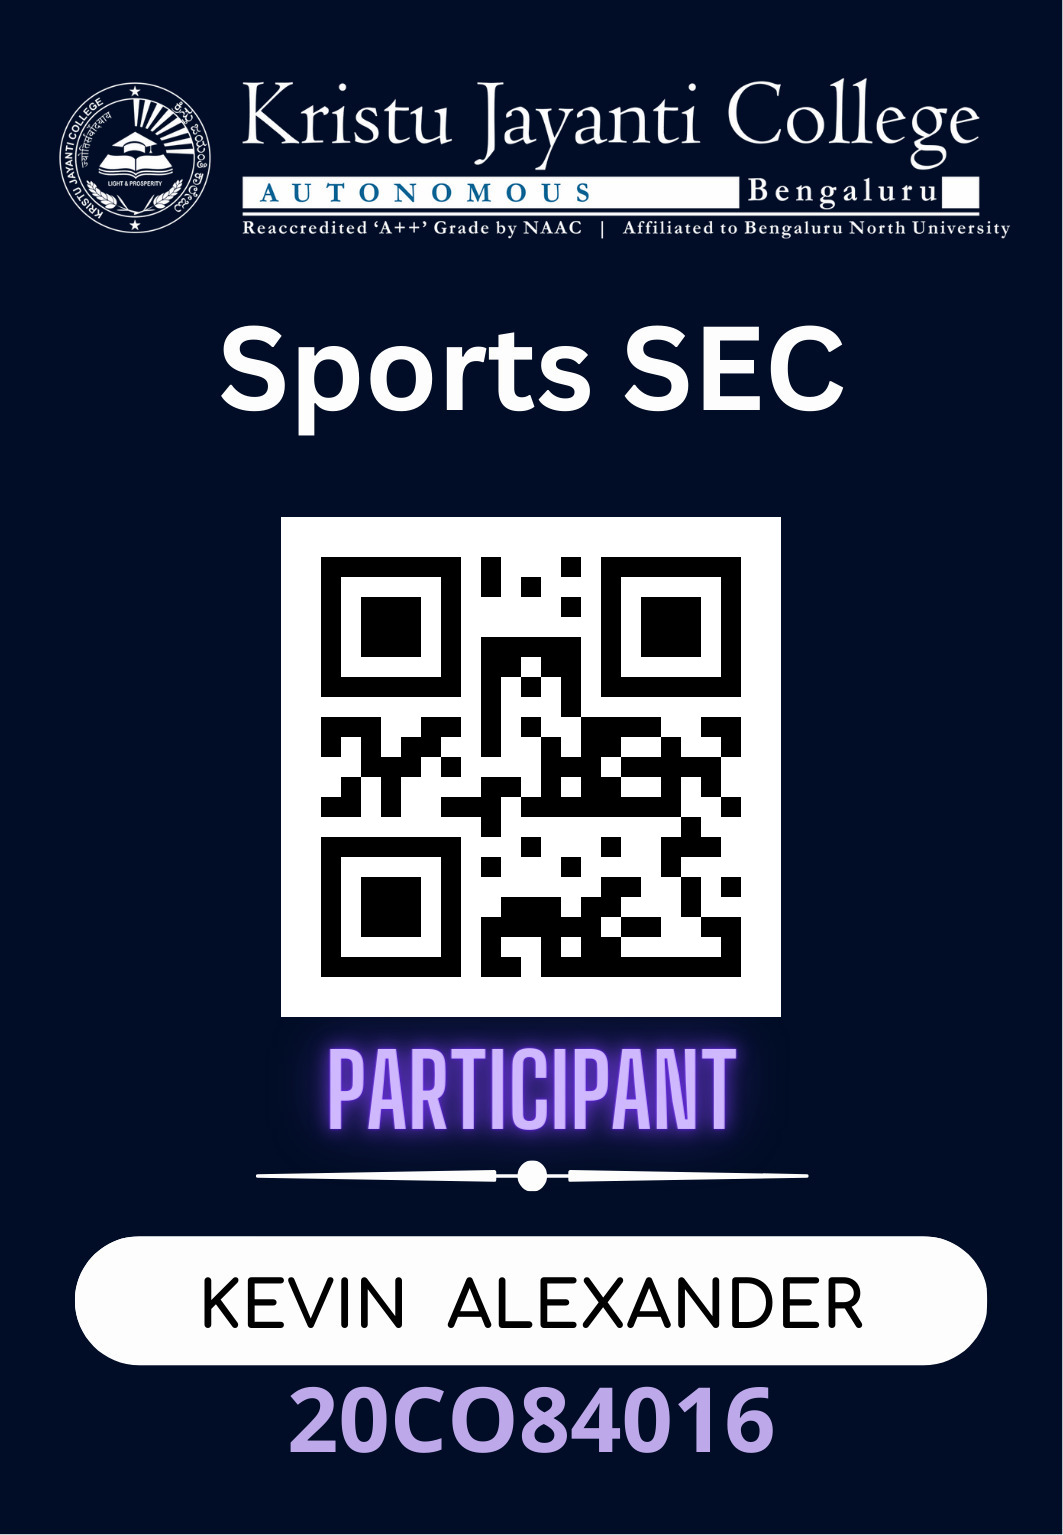 KRISTU JAYANTI COLLEGE
ಕ್ರಿಸ್ತು ಜಯಂತಿ ಕಾಲೇಜು
LIGHT & PROSPERITY
Kristu Jayanti College
AUTONOMOUS Bengaluru
Reaccredited ‘A++’ Grade by NAAC | Affiliated to Bengaluru North University
Sports SEC
PARTICIPANT
KEVIN ALEXANDER
20CO84016